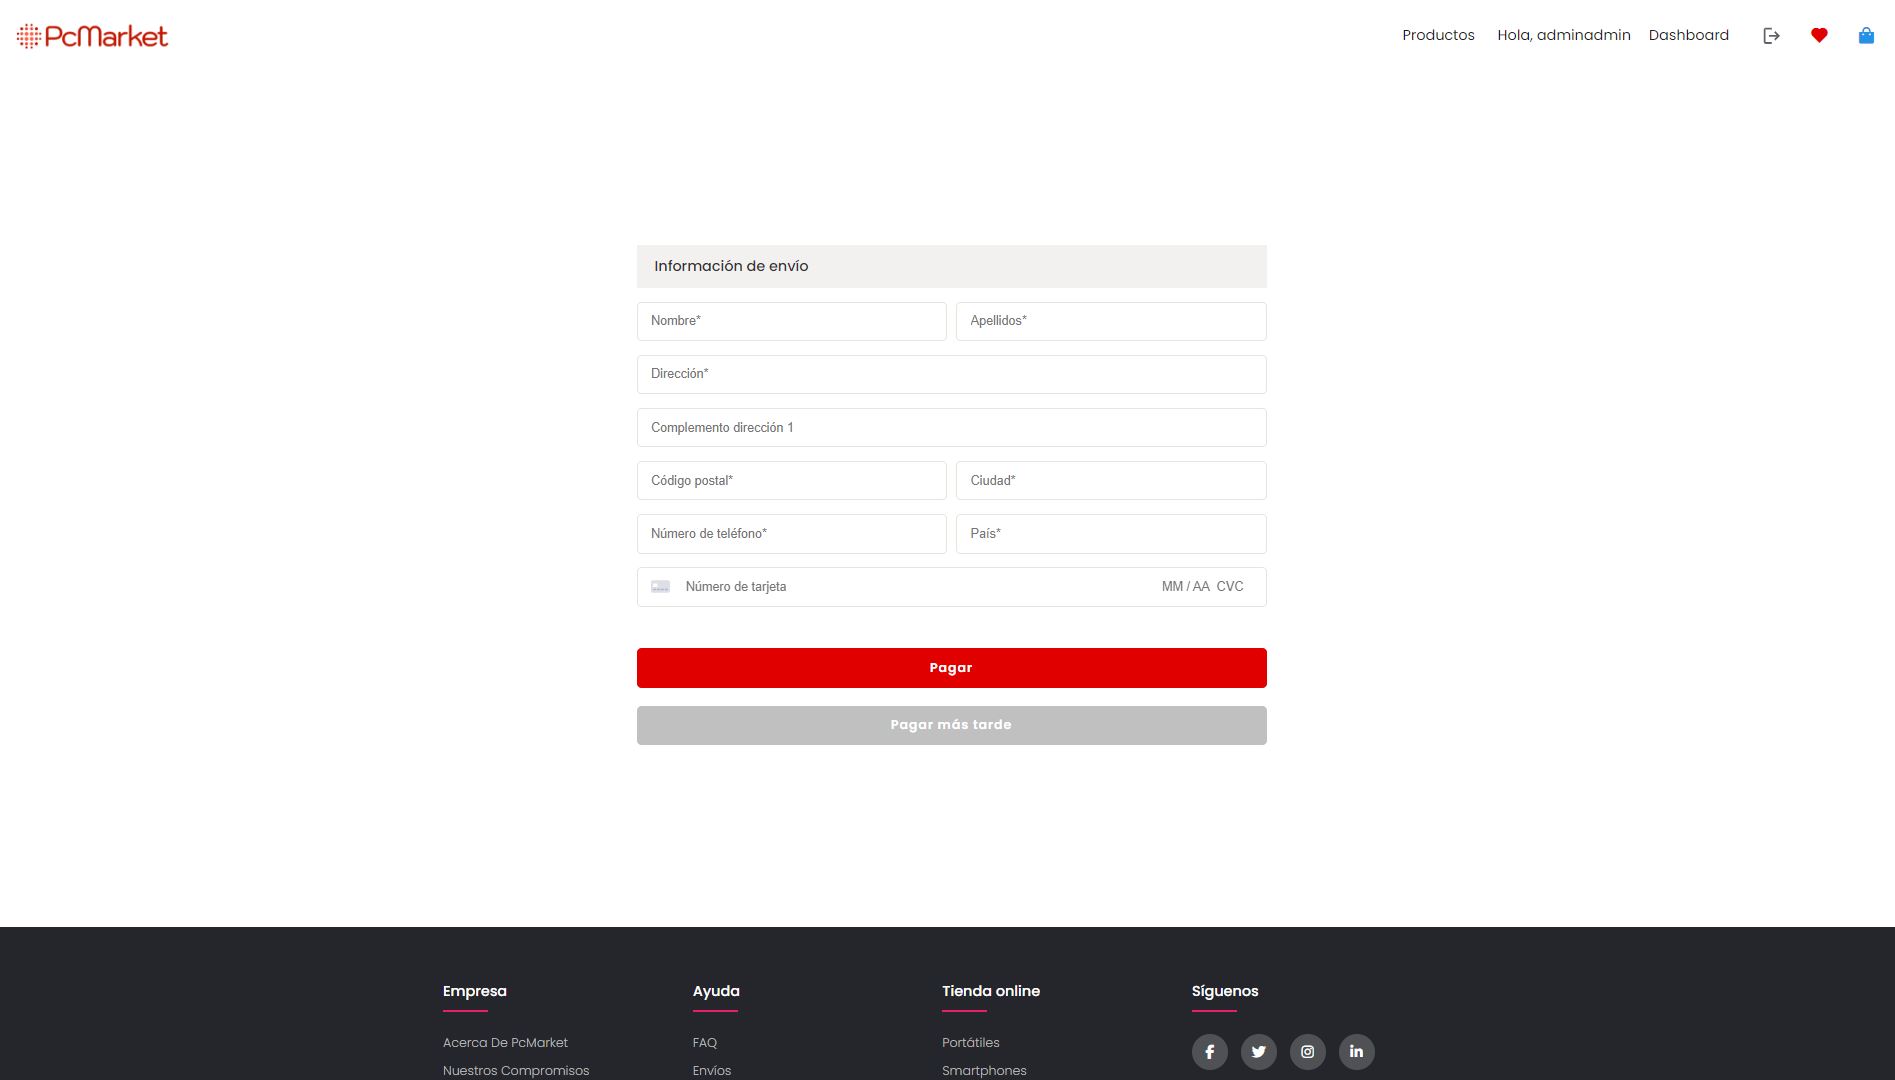 PcMarket
Productos Hola, adminadmin Dashboard
Información de envío
Nombre* Apellidos*
Dirección*
Complemento dirección 1
Código postal* Ciudad*
Número de teléfono* País*
Número de tarjeta MM / AA CVC
Pagar
Pagar más tarde
Empresa Ayuda Tienda online Síguenos
Acerca De PcMarket FAQ Portátiles
Nuestros Compromisos Envíos Smartphones